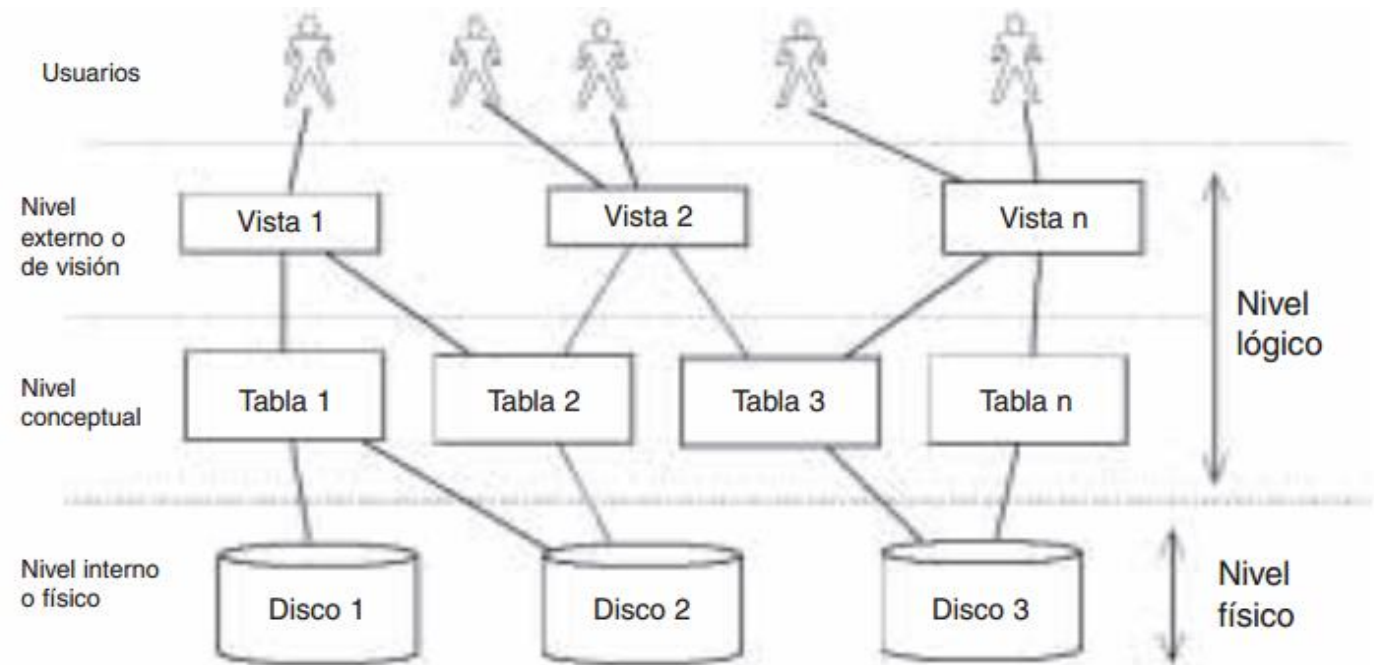 Usuarios
Nivel
externo o
de visión
Vista 1
Vista 2
Vista n
Nivel
lógico
Nivel
conceptual
Tabla 1
Tabla 2
Tabla 3
Tabla n
Nivel interno
o físico
Disco 1
Disco 2
Disco 3
Nivel
físico